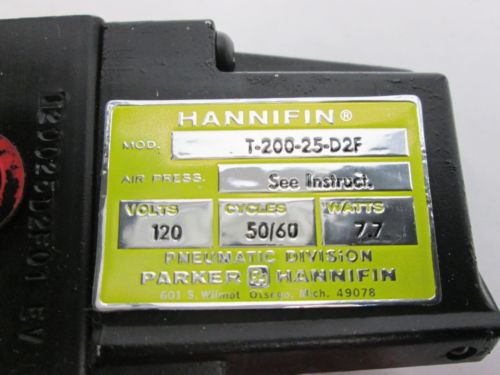 HANNIFIN®
MOD. T-200-25-D2F
AIR PRESS. See Instruct.
VOLTS CYCLES WATTS
120 50/60 7.7
PNEUMATIC DIVISION
PARKER HANNIFIN
601 S. Wilmot Otsego, Mich. 49078